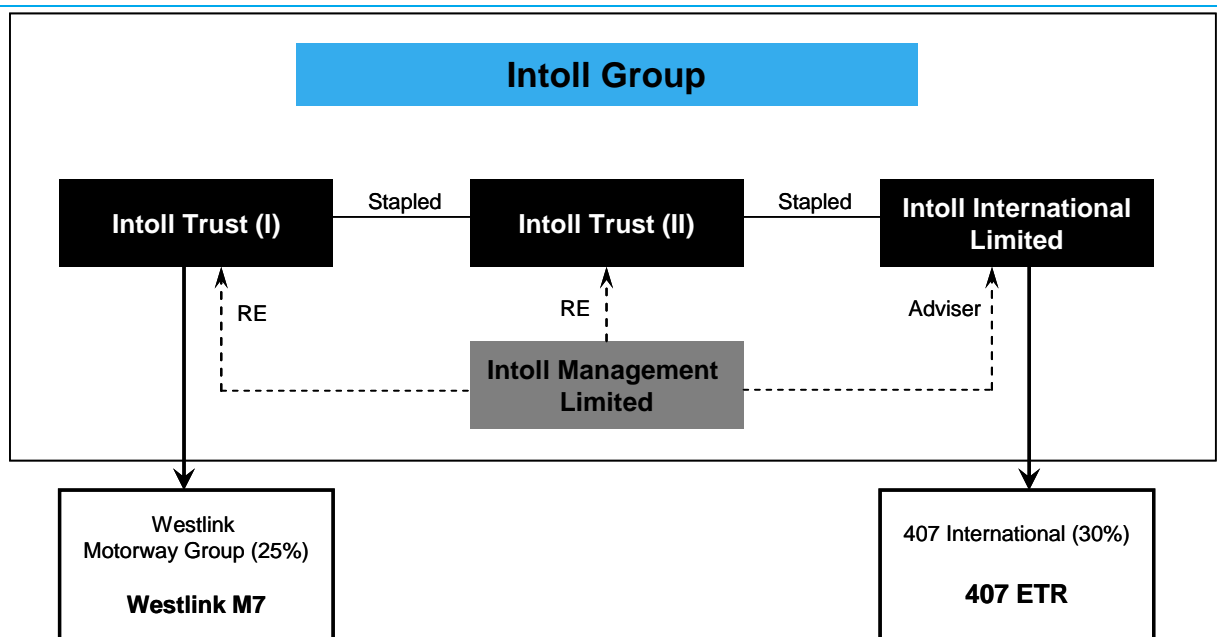 Intoll Group
Stapled
Stapled
Intoll Trust (I)
Intoll Trust (II)
Intoll International
Limited
RE
RE
Adviser
Intoll Management
Limited
Westlink
Motorway Group (25%)
Westlink M7
407 International (30%)
407 ETR